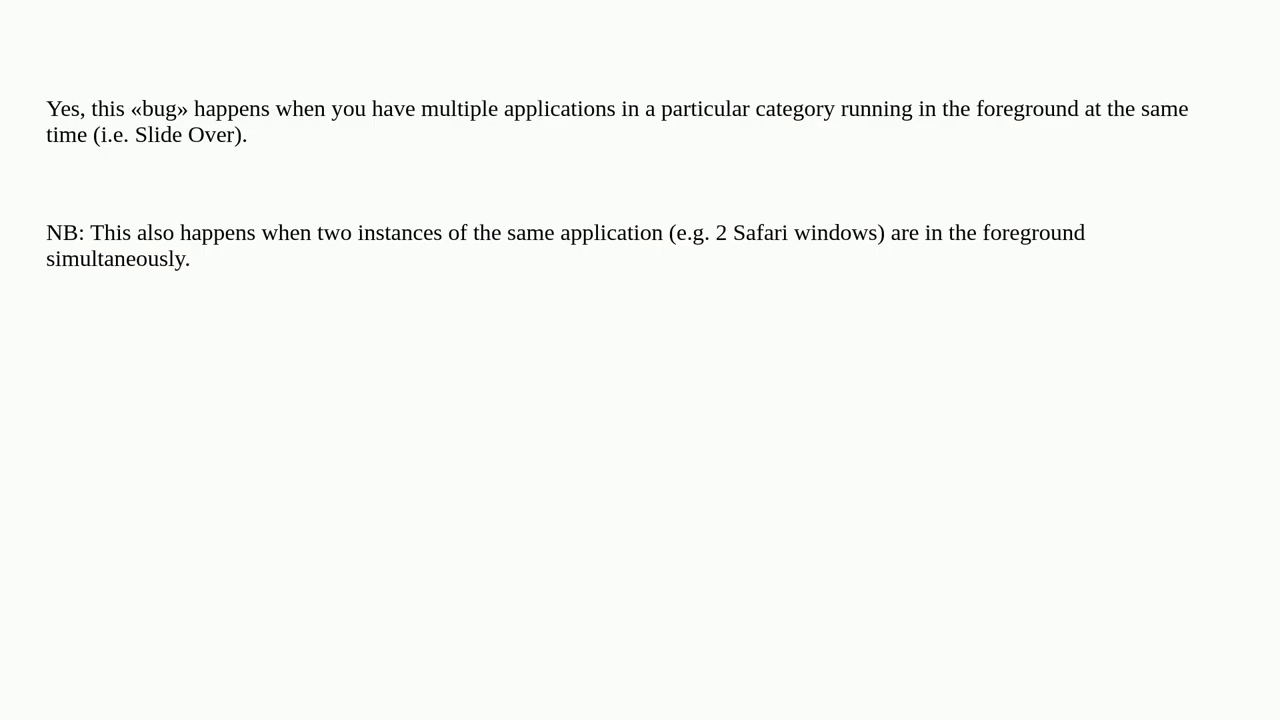 Yes, this «bug» happens when you have multiple applications in a particular category running in the foreground at the same
time (i.e. Slide Over).
NB: This also happens when two instances of the same application (e.g. 2 Safari windows) are in the foreground
simultaneously.